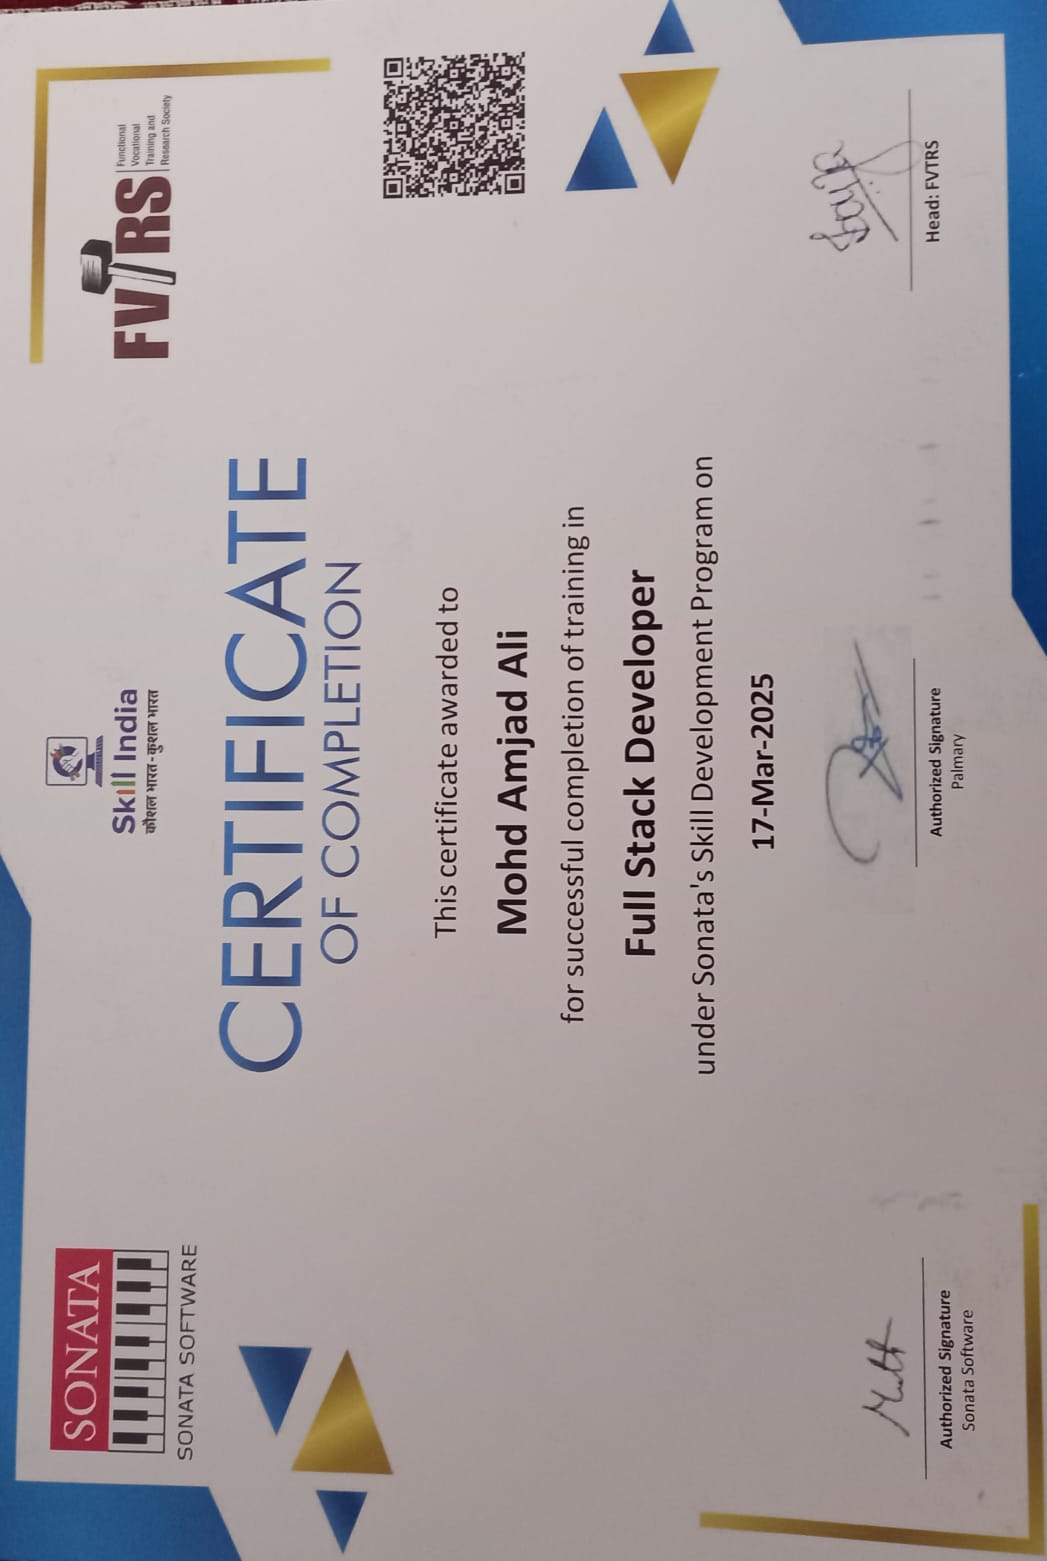 SONATA
SONATA SOFTWARE
Skill India
कौशल भारत - कुशल भारत
FVTRS
Functional
Vocational
Training and
Research Society
CERTIFICATE
OF COMPLETION
This certificate awarded to
Mohd Amjad Ali
for successful completion of training in
Full Stack Developer
under Sonata's Skill Development Program on
17-Mar-2025
Authorized Signature
Sonata Software
Authorized Signature
Palmary
Head: FVTRS